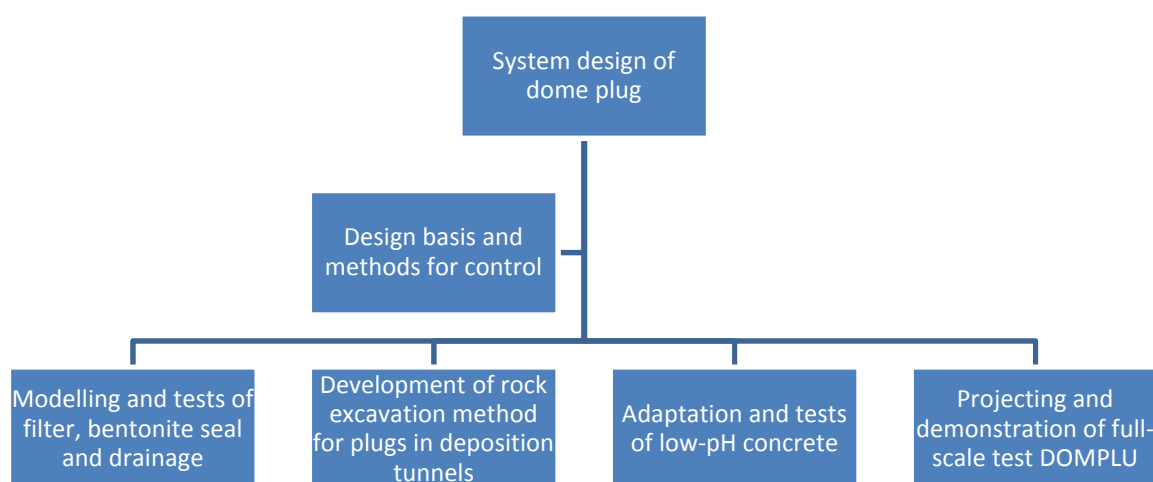 System design of
dome plug
Design basis and
methods for control
Modelling and tests of
filter, bentonite seal
and drainage
Development of rock
excavation method
for plugs in deposition
tunnels
Adaptation and tests
of low-pH concrete
Projecting and
demonstration of full-
scale test DOMPLU